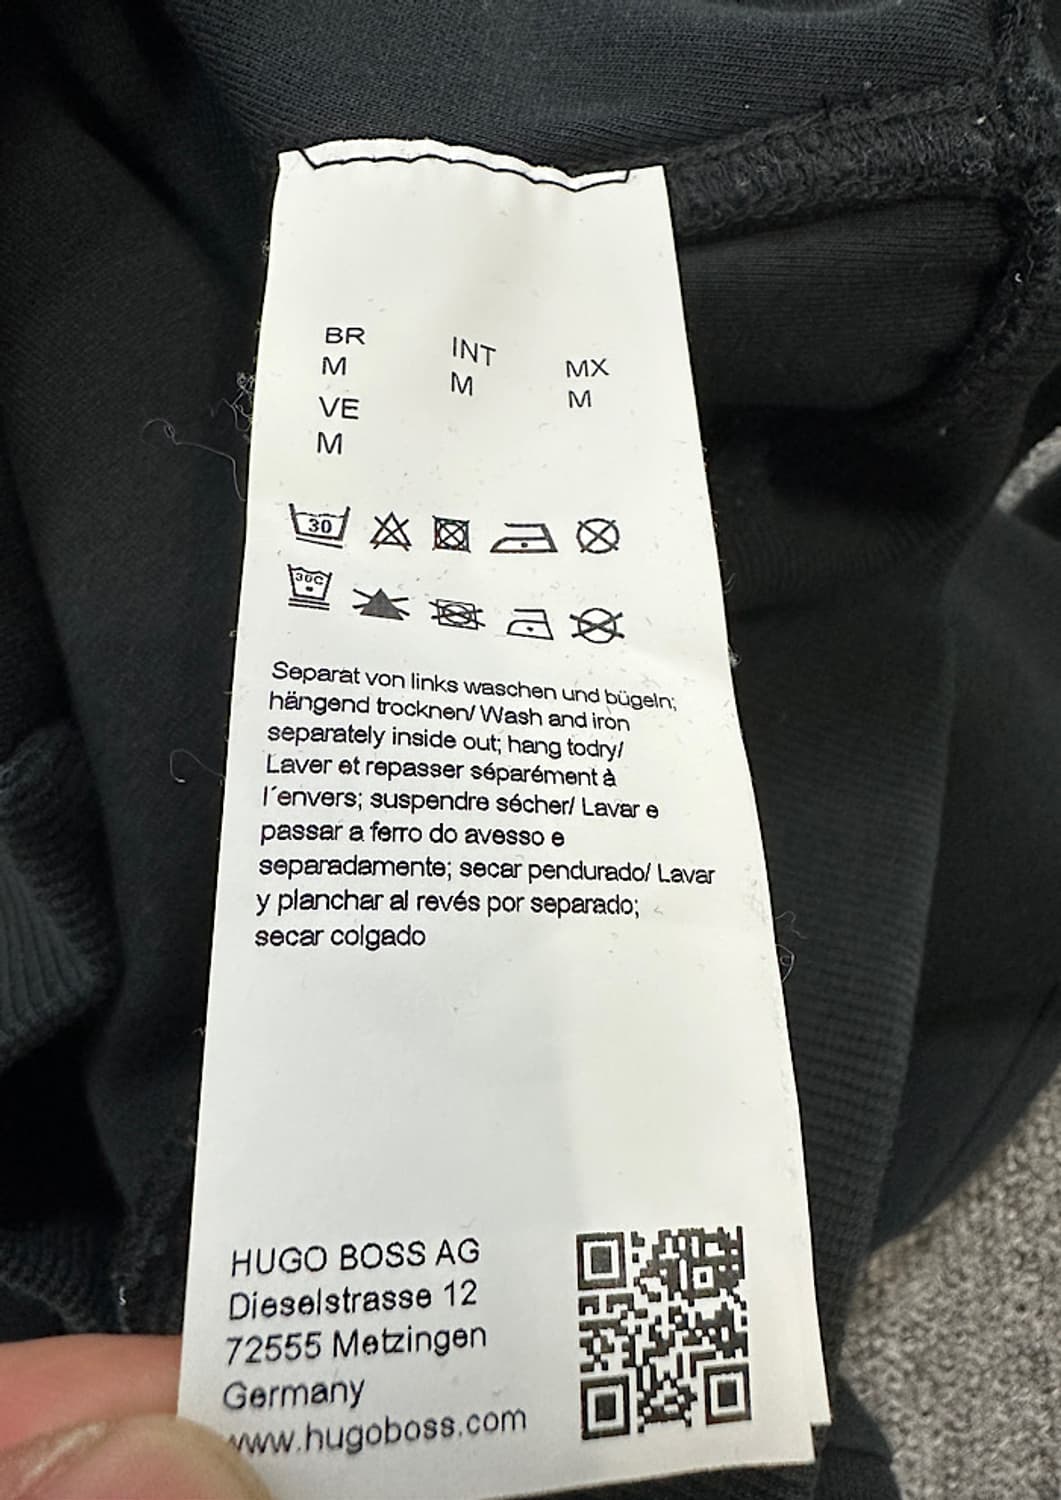 BR INT MX
M M M
VE
M
30
30C
Separat von links waschen und bügeln;
hängend trocknen/ Wash and iron
separately inside out; hang todry/
Laver et repasser séparément à
l´envers; suspendre sécher/ Lavar e
passar a ferro do avesso e
separadamente; secar pendurado/ Lavar
y planchar al revés por separado;
secar colgado
HUGO BOSS AG
Dieselstrasse 12
72555 Metzingen
Germany
www.hugoboss.com